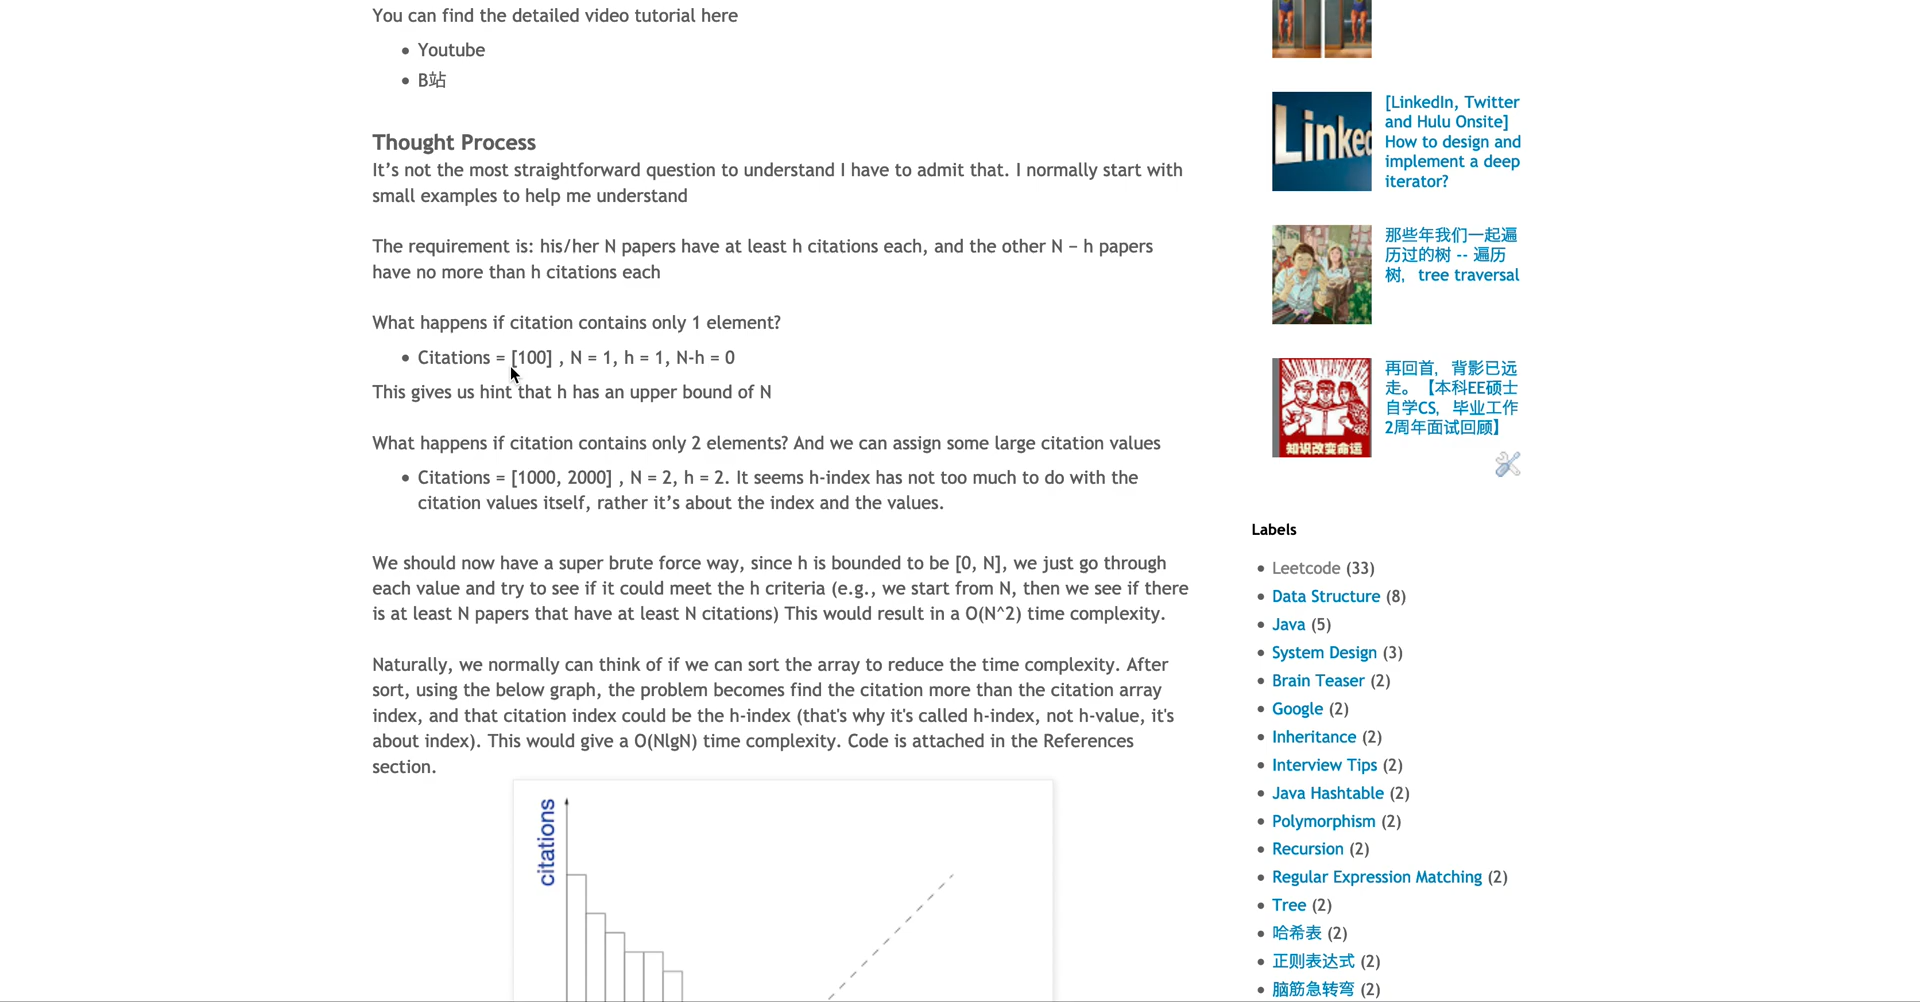 You can find the detailed video tutorial here
• Youtube
• B站
Thought Process
It’s not the most straightforward question to understand I have to admit that. I normally start with
small examples to help me understand
The requirement is: his/her N papers have at least h citations each, and the other N − h papers
have no more than h citations each
What happens if citation contains only 1 element?
• Citations = [100] , N = 1, h = 1, N-h = 0
This gives us hint that h has an upper bound of N
What happens if citation contains only 2 elements? And we can assign some large citation values
• Citations = [1000, 2000] , N = 2, h = 2. It seems h-index has not too much to do with the
citation values itself, rather it’s about the index and the values.
We should now have a super brute force way, since h is bounded to be [0, N], we just go through
each value and try to see if it could meet the h criteria (e.g., we start from N, then we see if there
is at least N papers that have at least N citations) This would result in a O(N^2) time complexity.
Naturally, we normally can think of if we can sort the array to reduce the time complexity. After
sort, using the below graph, the problem becomes find the citation more than the citation array
index, and that citation index could be the h-index (that's why it's called h-index, not h-value, it's
about index). This would give a O(NlgN) time complexity. Code is attached in the References
section.
citations
Linked
[LinkedIn, Twitter
and Hulu Onsite]
How to design and
implement a deep
iterator?
那些年我们一起遍
历过的树 -- 遍历
树，tree traversal
知识改变命运
再回首，背影已远
走。【本科EE硕士
自学CS，毕业工作
2周年面试回顾】
Labels
• Leetcode (33)
• Data Structure (8)
• Java (5)
• System Design (3)
• Brain Teaser (2)
• Google (2)
• Inheritance (2)
• Interview Tips (2)
• Java Hashtable (2)
• Polymorphism (2)
• Recursion (2)
• Regular Expression Matching (2)
• Tree (2)
• 哈希表 (2)
• 正则表达式 (2)
• 脑筋急转弯 (2)